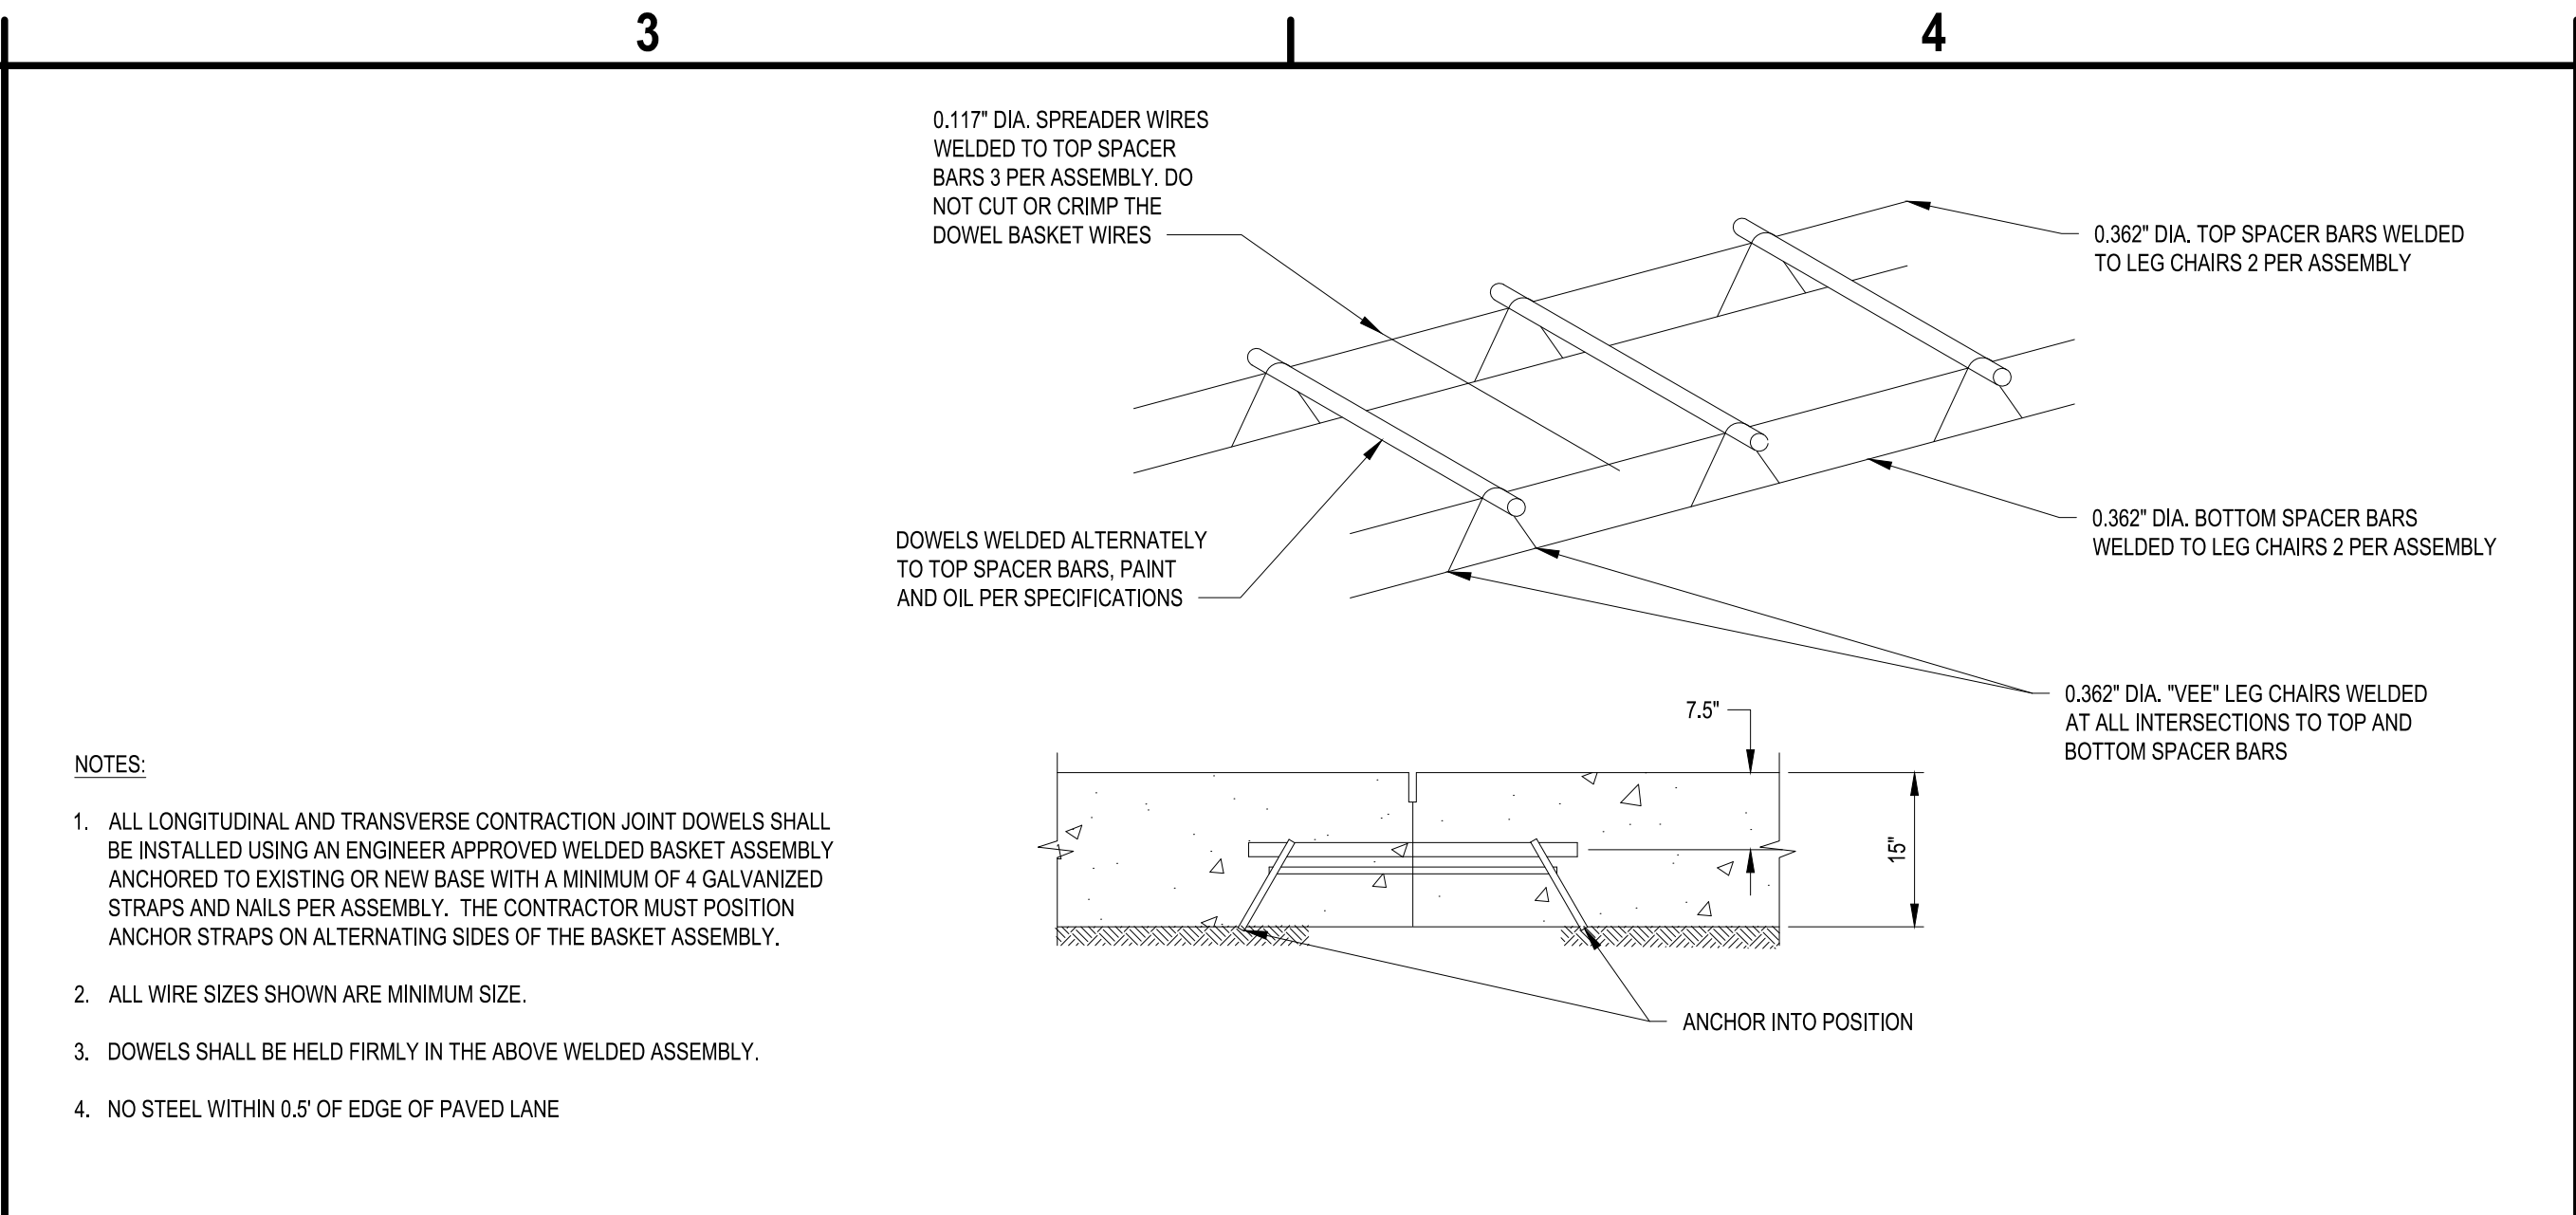 3
4
0.117" DIA. SPREADER WIRES
WELDED TO TOP SPACER
BARS 3 PER ASSEMBLY. DO
NOT CUT OR CRIMP THE
DOWEL BASKET WIRES
0.362" DIA. TOP SPACER BARS WELDED
TO LEG CHAIRS 2 PER ASSEMBLY
DOWELS WELDED ALTERNATELY
TO TOP SPACER BARS, PAINT
AND OIL PER SPECIFICATIONS
0.362" DIA. BOTTOM SPACER BARS
WELDED TO LEG CHAIRS 2 PER ASSEMBLY
0.362" DIA. "VEE" LEG CHAIRS WELDED
AT ALL INTERSECTIONS TO TOP AND
BOTTOM SPACER BARS
7.5"
15"
ANCHOR INTO POSITION
NOTES:
1. ALL LONGITUDINAL AND TRANSVERSE CONTRACTION JOINT DOWELS SHALL
BE INSTALLED USING AN ENGINEER APPROVED WELDED BASKET ASSEMBLY
ANCHORED TO EXISTING OR NEW BASE WITH A MINIMUM OF 4 GALVANIZED
STRAPS AND NAILS PER ASSEMBLY. THE CONTRACTOR MUST POSITION
ANCHOR STRAPS ON ALTERNATING SIDES OF THE BASKET ASSEMBLY.
2. ALL WIRE SIZES SHOWN ARE MINIMUM SIZE.
3. DOWELS SHALL BE HELD FIRMLY IN THE ABOVE WELDED ASSEMBLY.
4. NO STEEL WITHIN 0.5' OF EDGE OF PAVED LANE